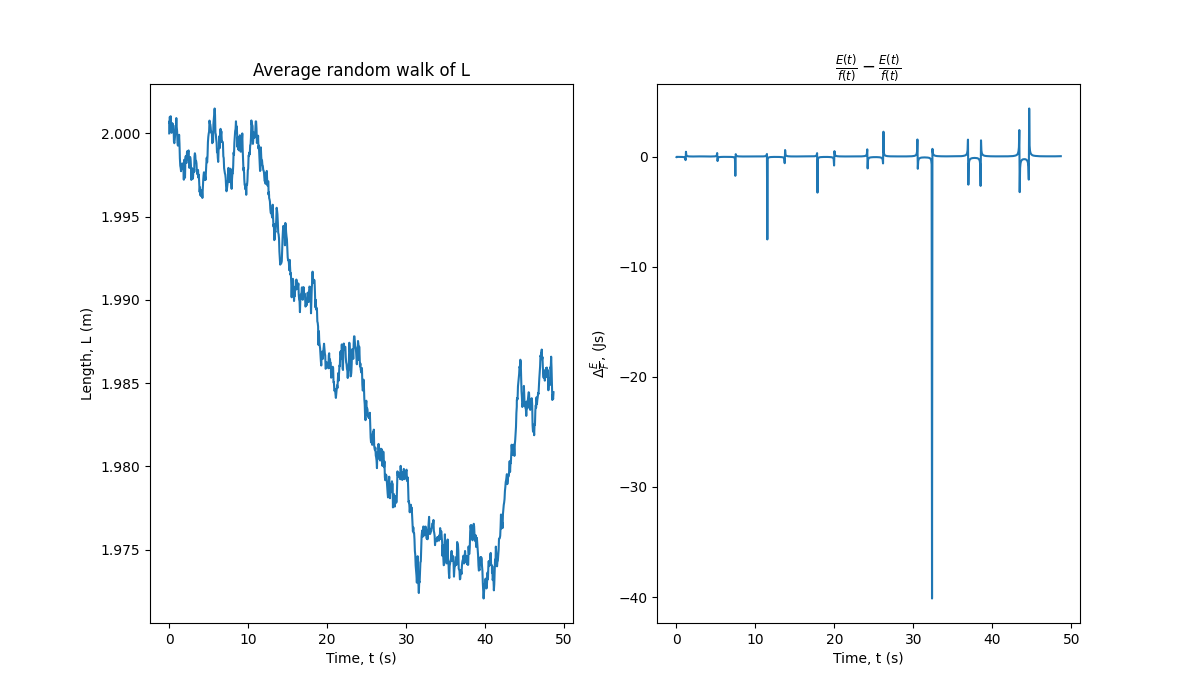 Average random walk of L
2.000
1.995
1.990
1.985
1.980
1.975
Length, L (m)
0 10 20 30 40 50
Time, t (s)
E(t)/f(t) − E(t)/f(t)
0
−10
−20
−30
−40
Δ E/F, (Js)
0 10 20 30 40 50
Time, t (s)